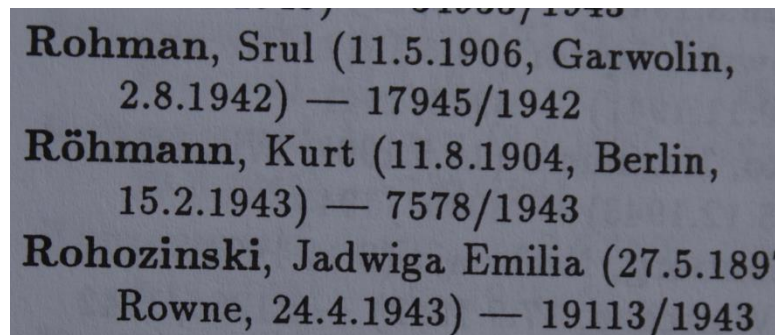 Rohman, Srul (11.5.1906, Garwolin,
2.8.1942) — 17945/1942
Röhmann, Kurt (11.8.1904, Berlin,
15.2.1943) — 7578/1943
Rohozinski, Jadwiga Emilia (27.5.189
Rowne, 24.4.1943) — 19113/1943